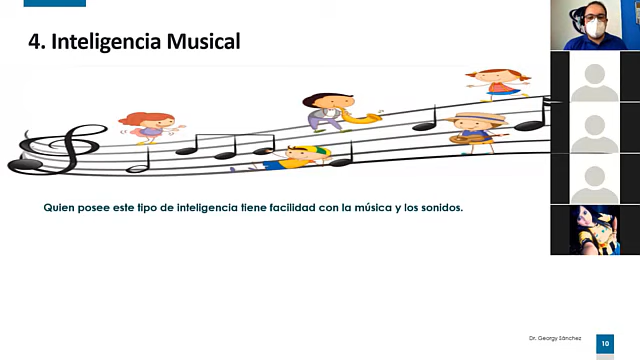 4. Inteligencia Musical
Quien posee este tipo de inteligencia tiene facilidad con la música y los sonidos.
Dr. Georgy Sánchez
10